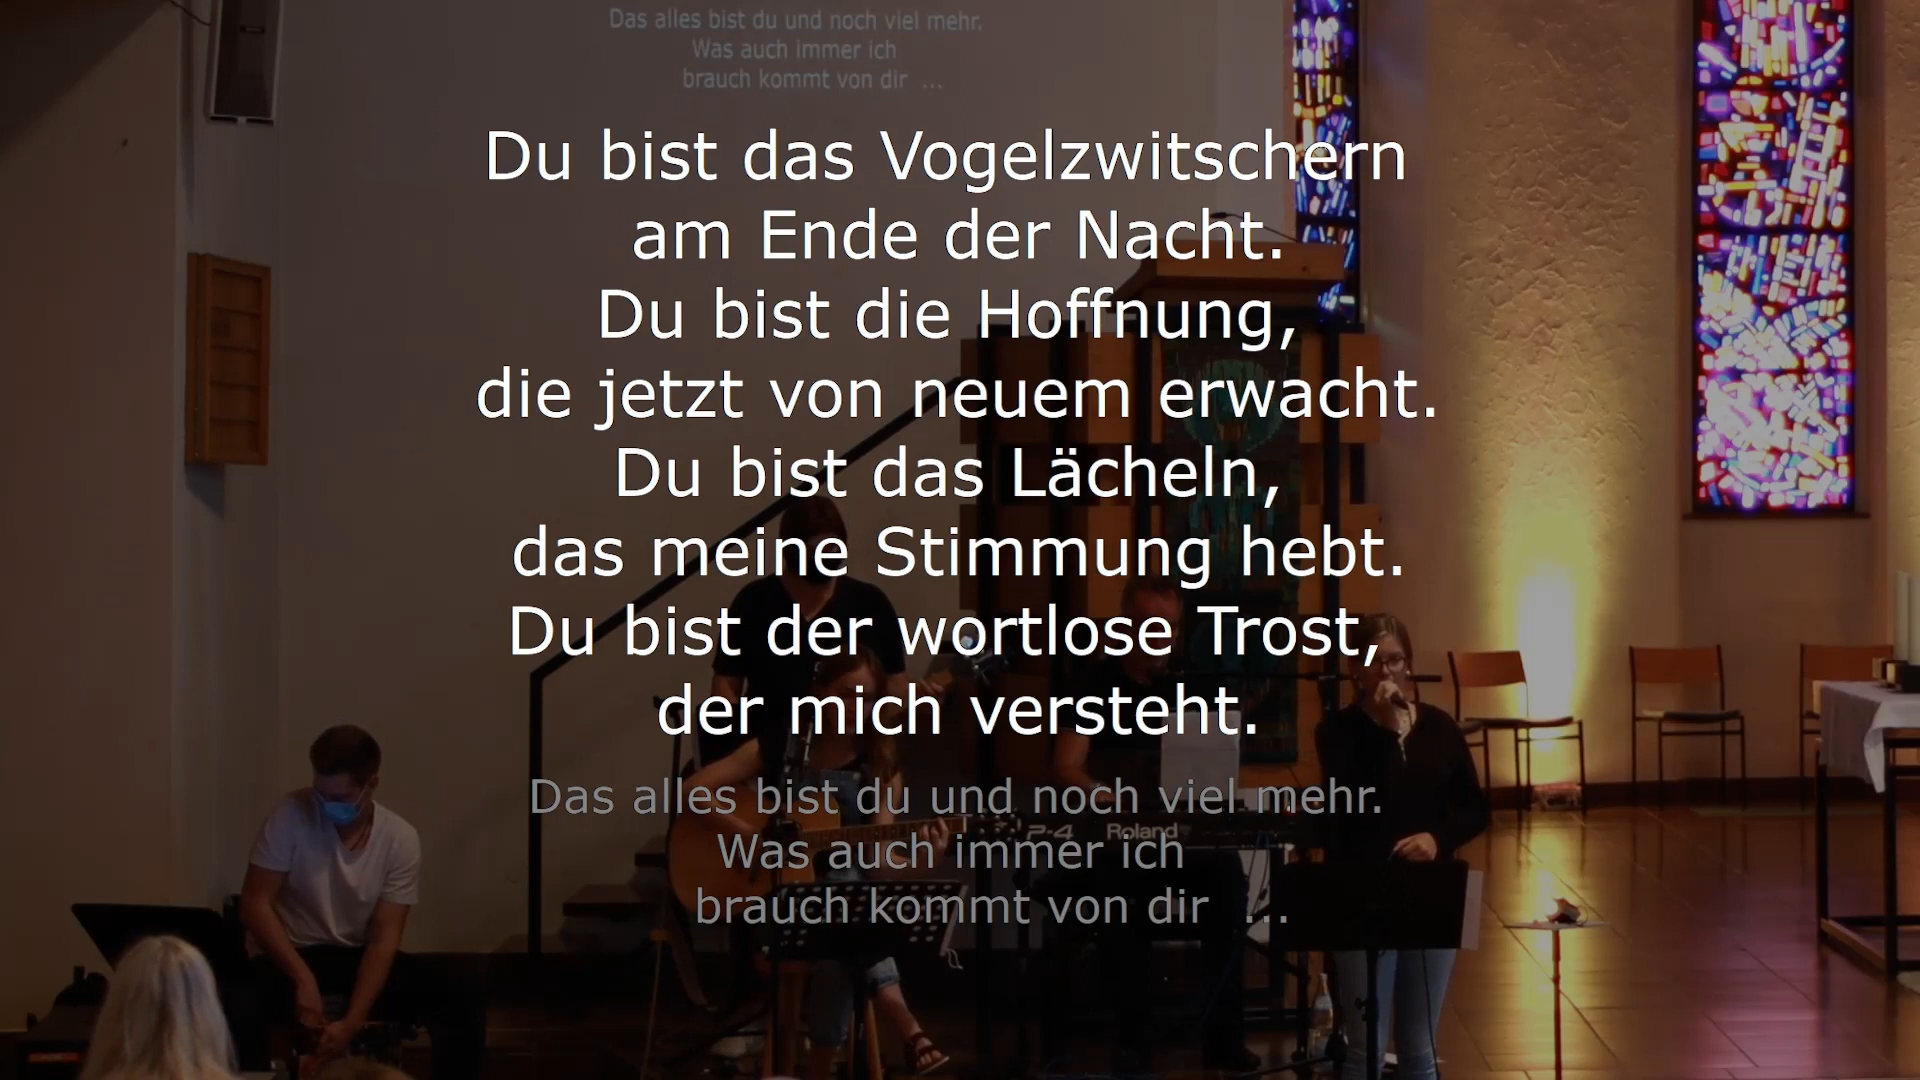 Das alles bist du und noch viel mehr.
Was auch immer ich
brauch kommt von dir ...
Du bist das Vogelzwitschern
am Ende der Nacht.
Du bist die Hoffnung,
die jetzt von neuem erwacht.
Du bist das Lächeln,
das meine Stimmung hebt.
Du bist der wortlose Trost,
der mich versteht.
Das alles bist du und noch viel mehr.
Was auch immer ich
brauch kommt von dir ...
P-4 Roland